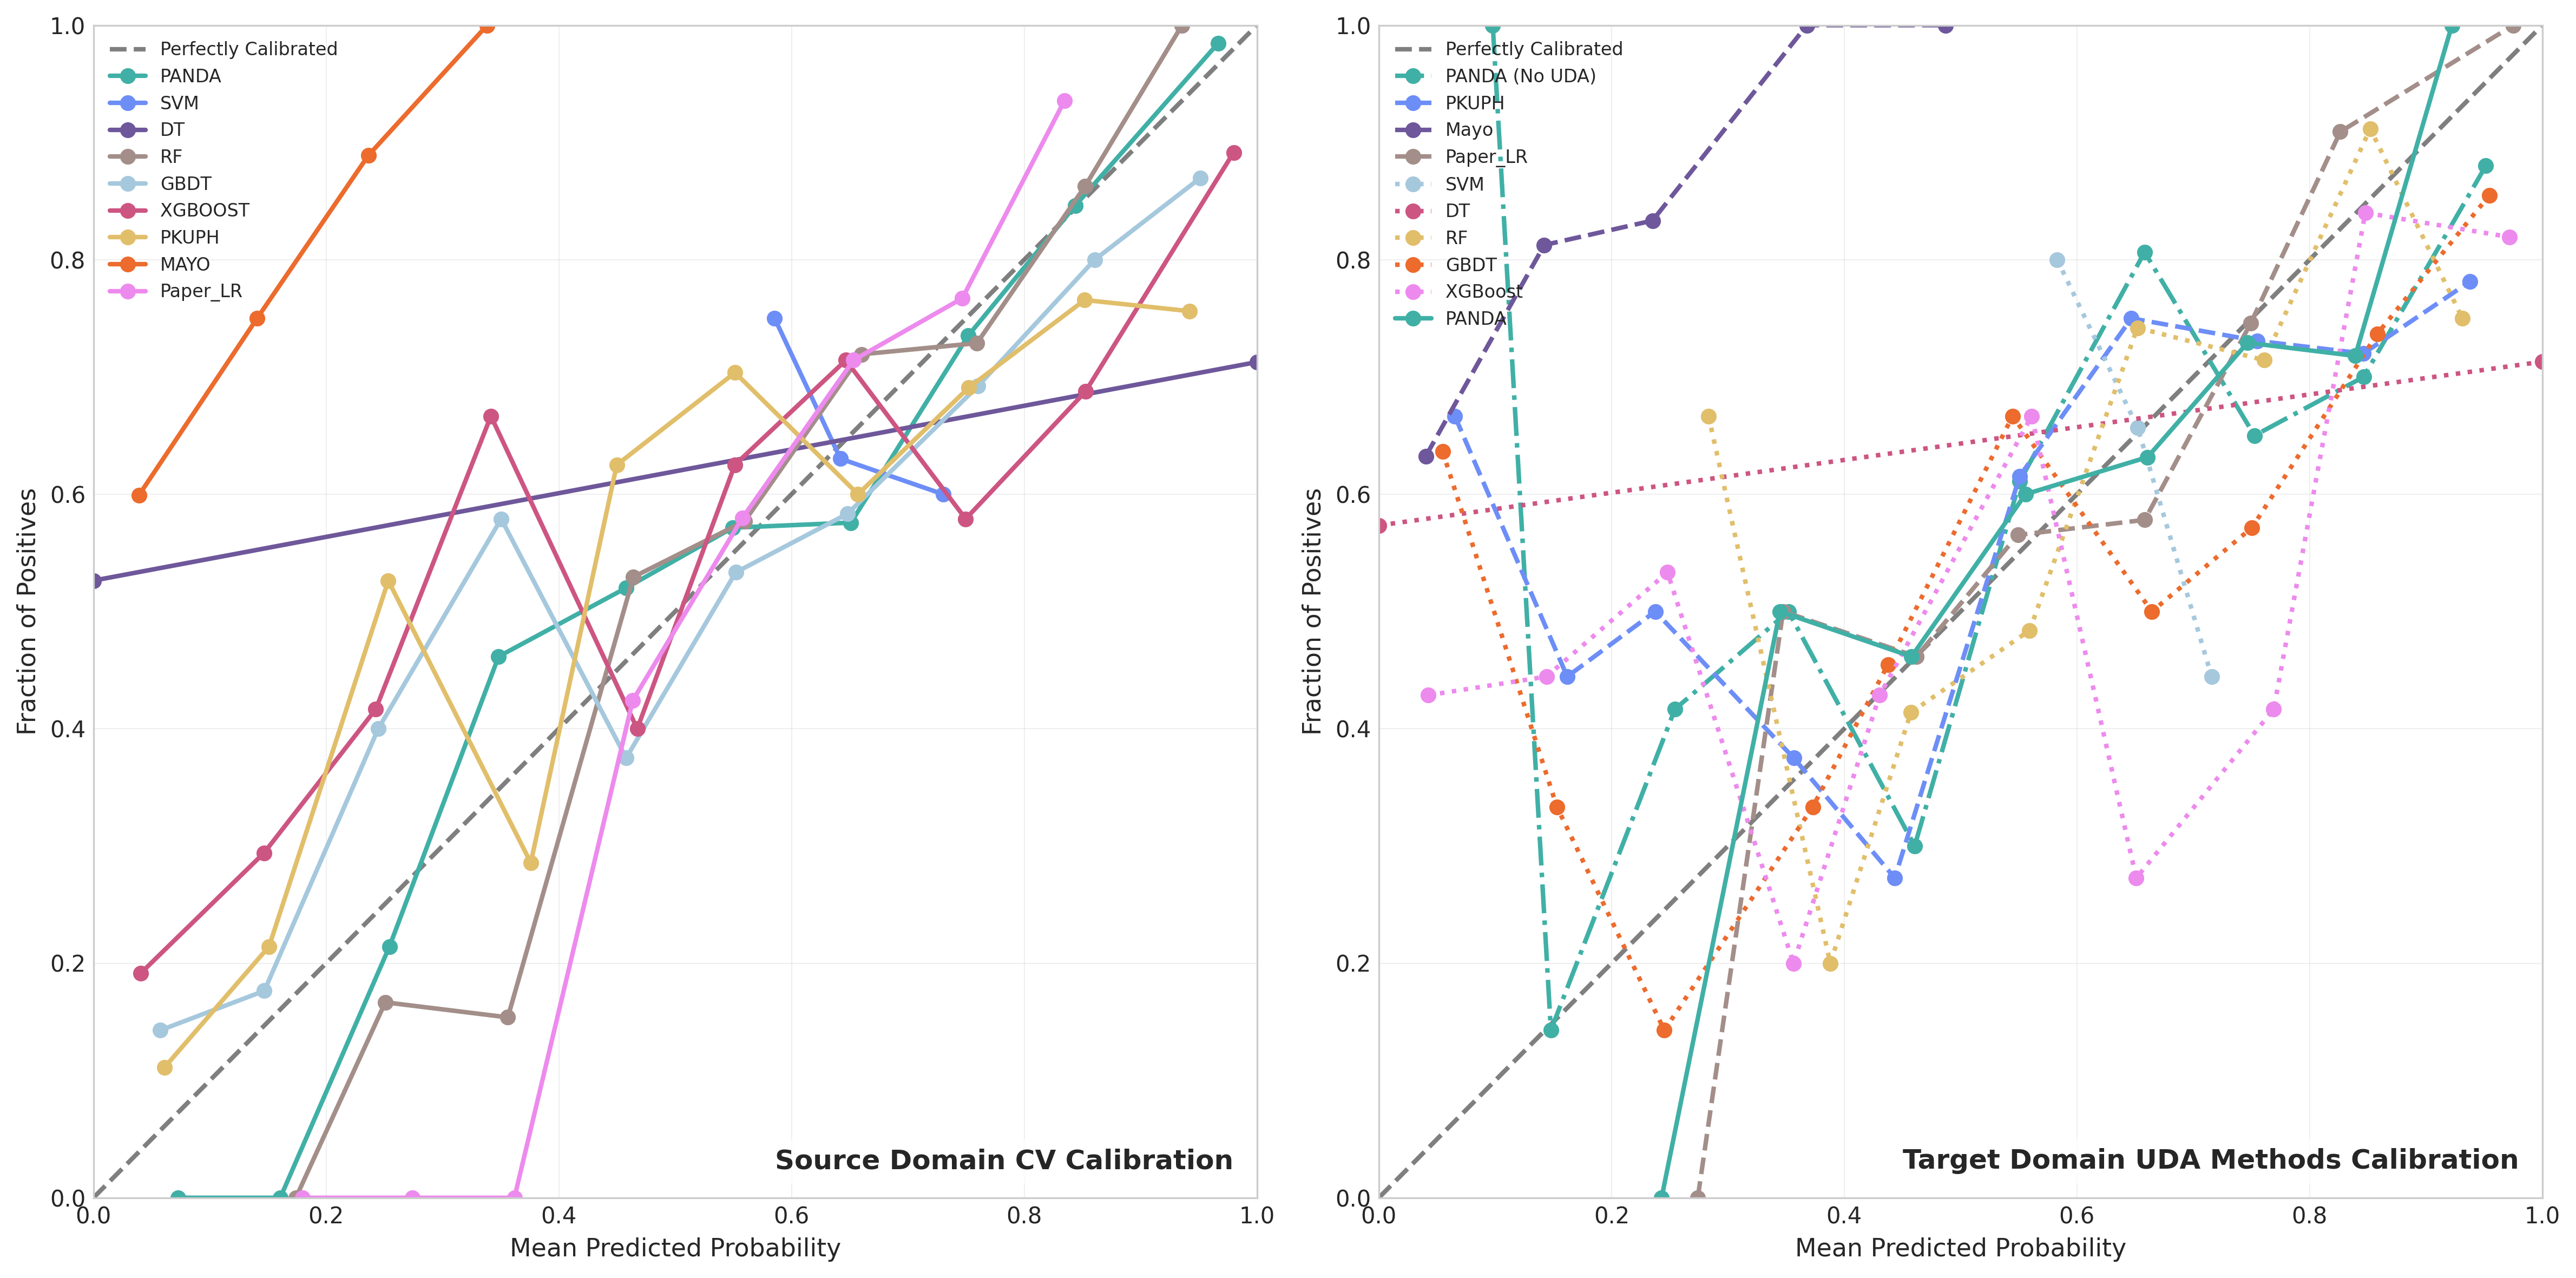 1.0
0.8
0.6
0.4
0.2
0.0
Fraction of Positives
Perfectly Calibrated
PANDA
SVM
DT
RF
GBDT
XGBOOST
PKUPH
MAYO
Paper_LR
Source Domain CV Calibration
0.0 0.2 0.4 0.6 0.8 1.0
Mean Predicted Probability
1.0
0.8
0.6
0.4
0.2
0.0
Fraction of Positives
Perfectly Calibrated
PANDA (No UDA)
PKUPH
Mayo
Paper_LR
SVM
DT
RF
GBDT
XGBoost
PANDA
Target Domain UDA Methods Calibration
0.0 0.2 0.4 0.6 0.8 1.0
Mean Predicted Probability